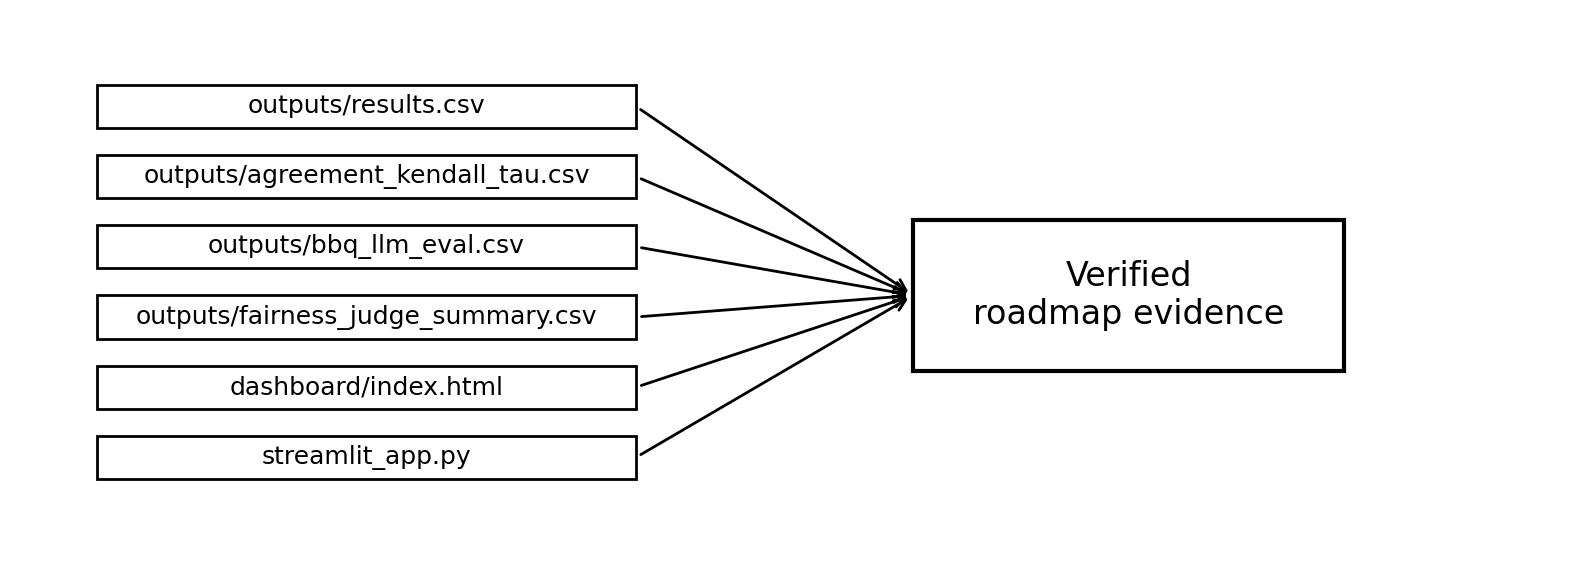 outputs/results.csv
outputs/agreement_kendall_tau.csv
outputs/bbq_llm_eval.csv
outputs/fairness_judge_summary.csv
dashboard/index.html
streamlit_app.py
Verified
roadmap evidence